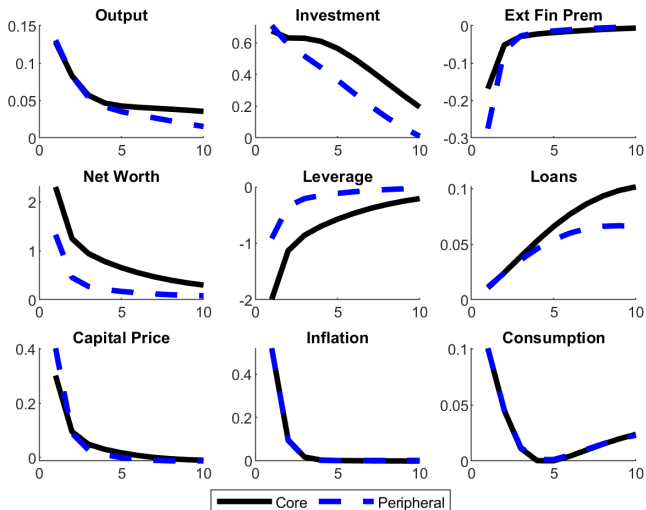 Output Investment Ext Fin Prem
0.15 0.6 0
0.1 0.4 -0.1
0.05 0.2 -0.2
0 0 -0.3
0 5 10 0 5 10 0 5 10
Net Worth Leverage Loans
2 0 0.1
1 -1 0.05
0 -2 0
0 5 10 0 5 10 0 5 10
Capital Price Inflation Consumption
0.4 0.4 0.1
0.2 0.2 0.05
0 0 0
0 5 10 0 5 10 0 5 10
Core Peripheral